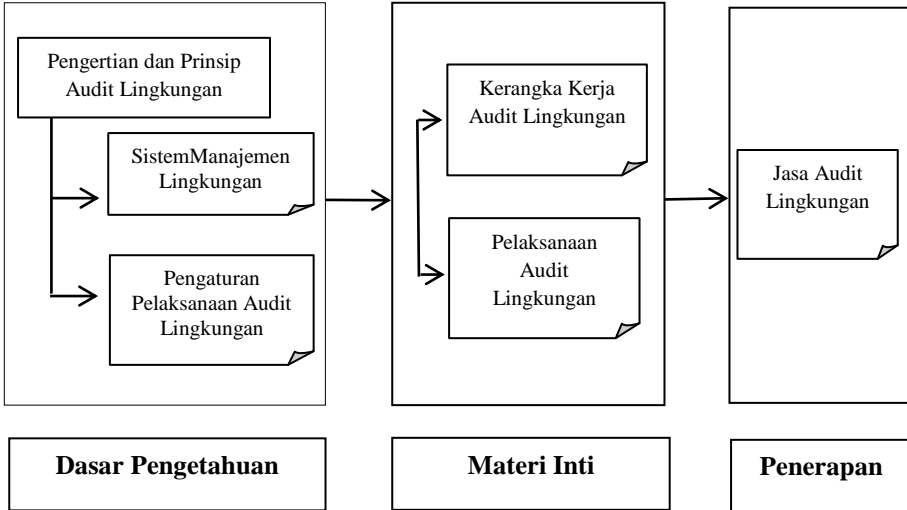 Pengertian dan Prinsip
Audit Lingkungan
SistemManajemen
Lingkungan
Pengaturan
Pelaksanaan Audit
Lingkungan
Kerangka Kerja
Audit Lingkungan
Pelaksanaan
Audit
Lingkungan
Jasa Audit
Lingkungan
Dasar Pengetahuan
Materi Inti
Penerapan